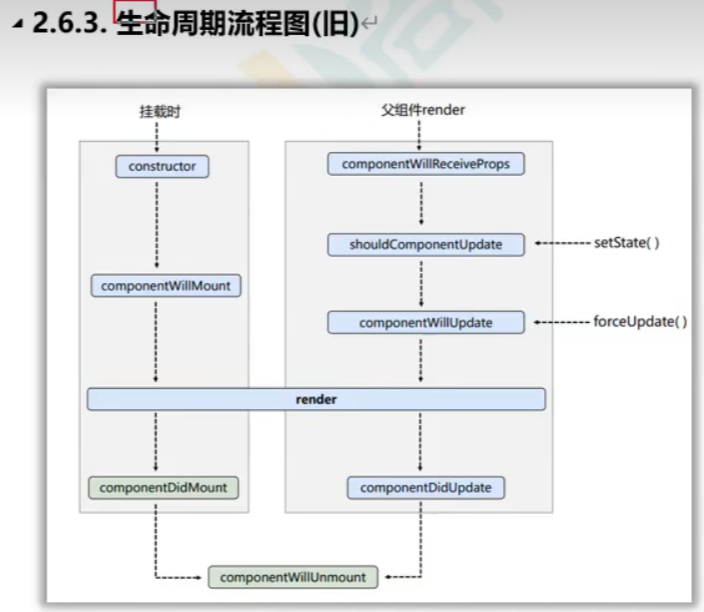 2.6.3. 生命周期流程图(旧)
挂载时
父组件render
constructor
componentWillReceiveProps
shouldComponentUpdate
setState( )
componentWillMount
componentWillUpdate
forceUpdate( )
render
componentDidMount
componentDidUpdate
componentWillUnmount